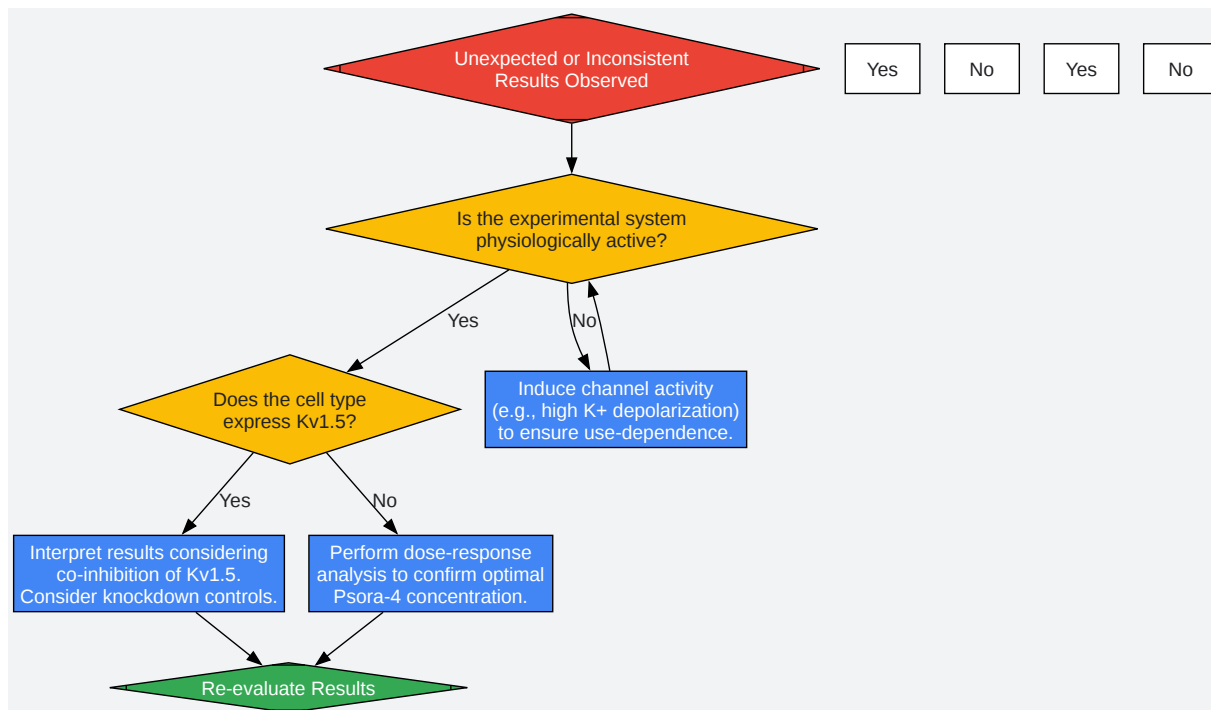 Unexpected or Inconsistent
Results Observed
Yes
No
Yes
No
Is the experimental system
physiologically active?
Yes
No
Does the cell type
express Kv1.5?
Induce channel activity
(e.g., high K+ depolarization)
to ensure use-dependence.
Yes
No
Interpret results considering
co-inhibition of Kv1.5.
Consider knockdown controls.
Perform dose-response
analysis to confirm optimal
Psora-4 concentration.
Re-evaluate Results